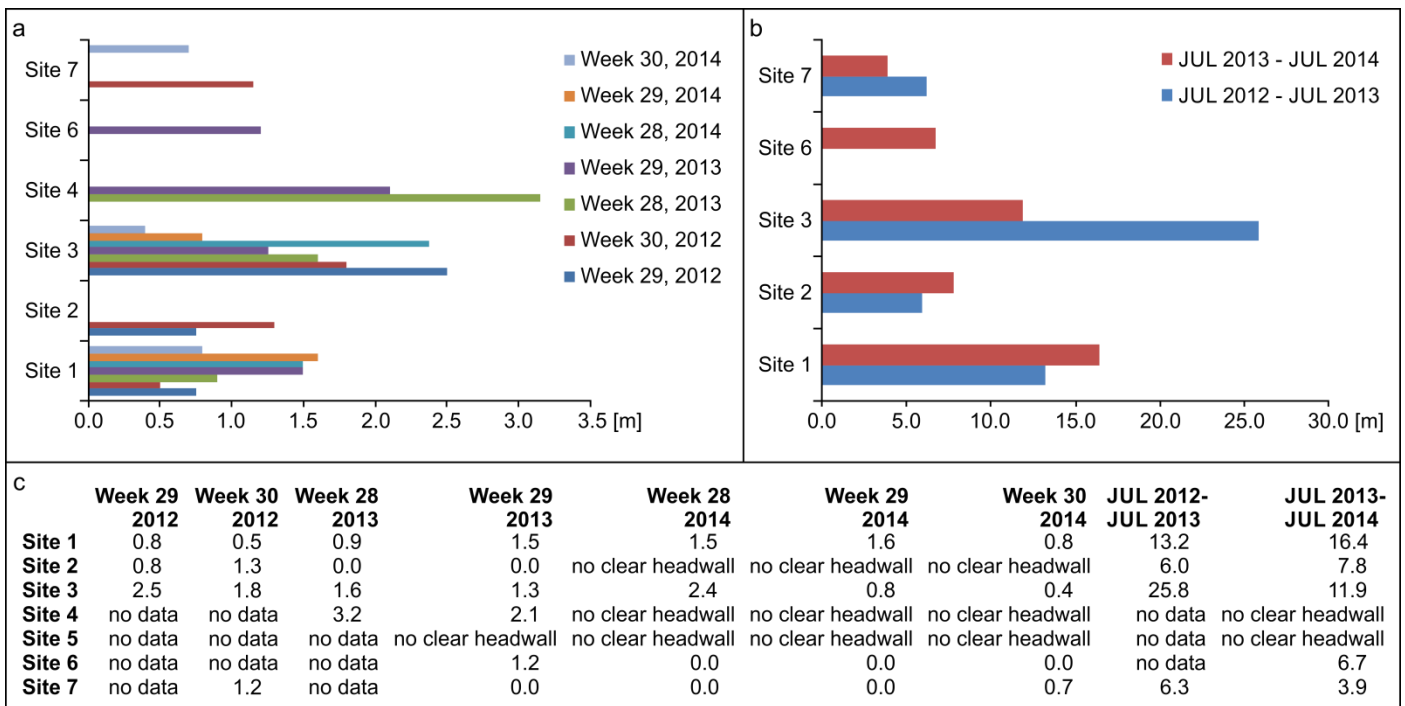 a
Site 7
Site 6
Site 4
Site 3
Site 2
Site 1
0.0 0.5 1.0 1.5 2.0 2.5 3.0 3.5 [m]
Week 30, 2014
Week 29, 2014
Week 28, 2014
Week 29, 2013
Week 28, 2013
Week 30, 2012
Week 29, 2012
b
Site 7
Site 6
Site 3
Site 2
Site 1
0.0 5.0 10.0 15.0 20.0 25.0 30.0 [m]
JUL 2013 - JUL 2014
JUL 2012 - JUL 2013
c
Week 29 Week 30 Week 28 Week 29 Week 28 Week 29 Week 30 JUL 2012- JUL 2013-
2012 2012 2013 2013 2014 2014 2014 JUL 2013 JUL 2014
Site 1 0.8 0.5 0.9 1.5 1.5 1.6 0.8 13.2 16.4
Site 2 0.8 1.3 0.0 0.0 no clear headwall no clear headwall no clear headwall 6.0 7.8
Site 3 2.5 1.8 1.6 1.3 2.4 0.8 0.4 25.8 11.9
Site 4 no data no data 3.2 2.1 no clear headwall no clear headwall no clear headwall no data no clear headwall
Site 5 no data no data no data no clear headwall no clear headwall no clear headwall no clear headwall no data no clear headwall
Site 6 no data no data no data 1.2 0.0 0.0 0.0 no data 6.7
Site 7 no data 1.2 no data 0.0 0.0 0.0 0.7 6.3 3.9